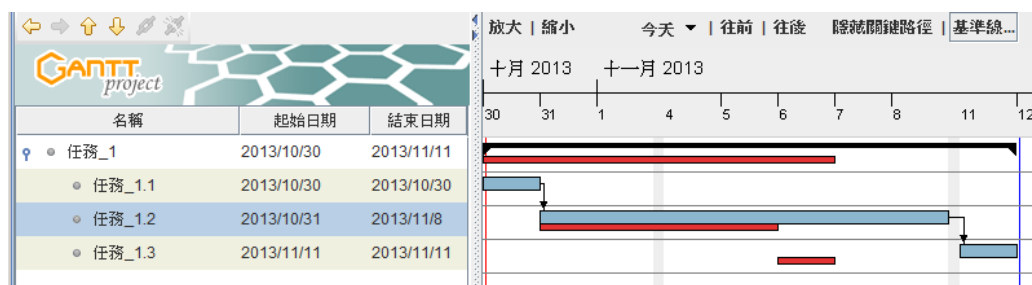 放大 | 縮小 今天 | 往前 | 往後 隱藏關鍵路徑 | 基準線...
GANTT project
十月 2013 十一月 2013
名稱 起始日期 結束日期
30 31 1 4 5 6 7 8 11 12
任務_1 2013/10/30 2013/11/11
任務_1.1 2013/10/30 2013/10/30
任務_1.2 2013/10/31 2013/11/8
任務_1.3 2013/11/11 2013/11/11